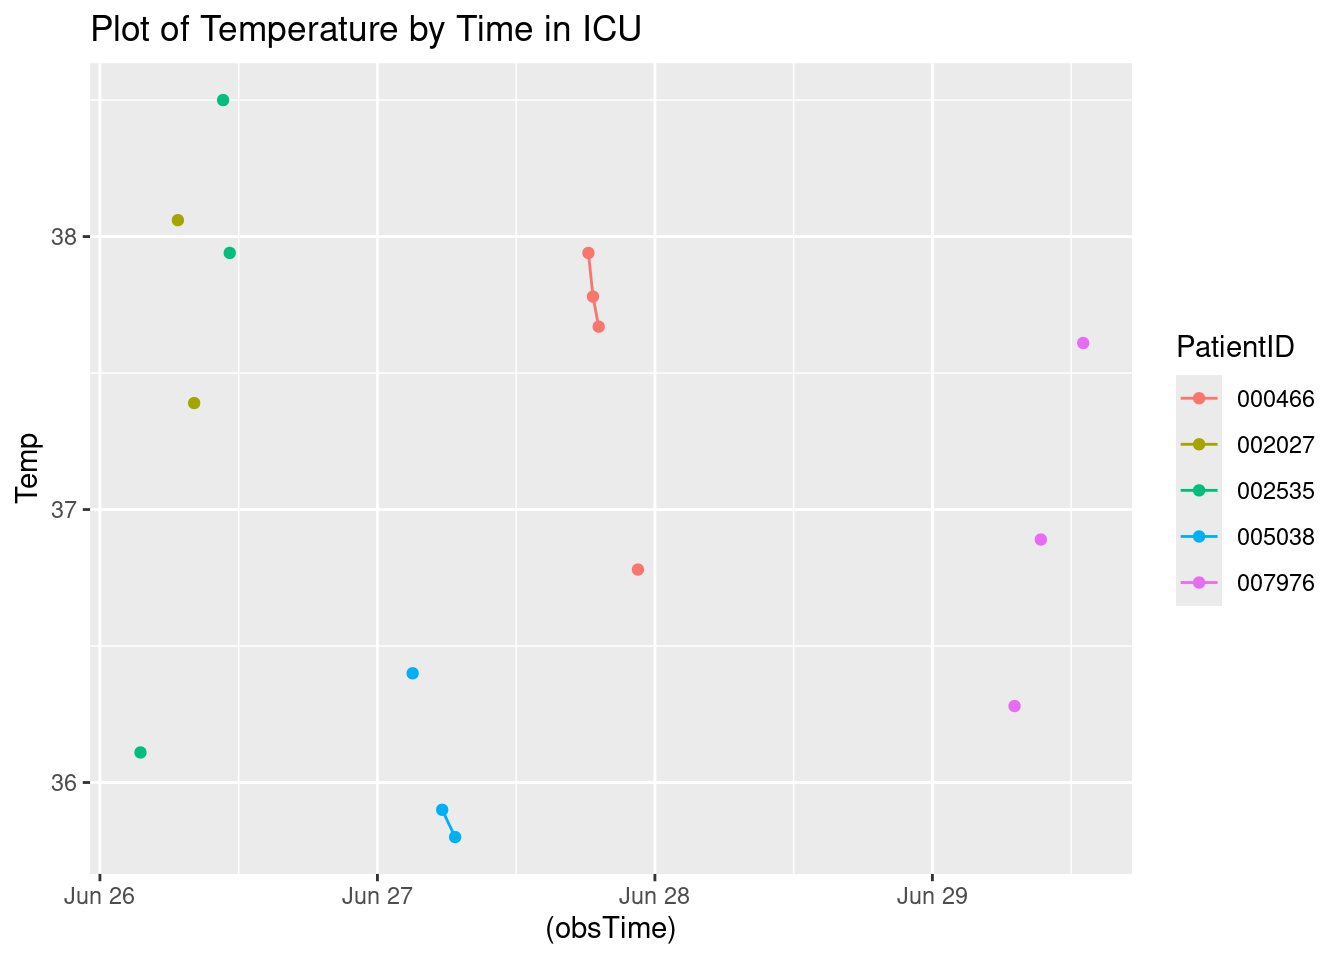 Plot of Temperature by Time in ICU
Temp
38
37
36
Jun 26
Jun 27
Jun 28
Jun 29
(obsTime)
PatientID
000466
002027
002535
005038
007976